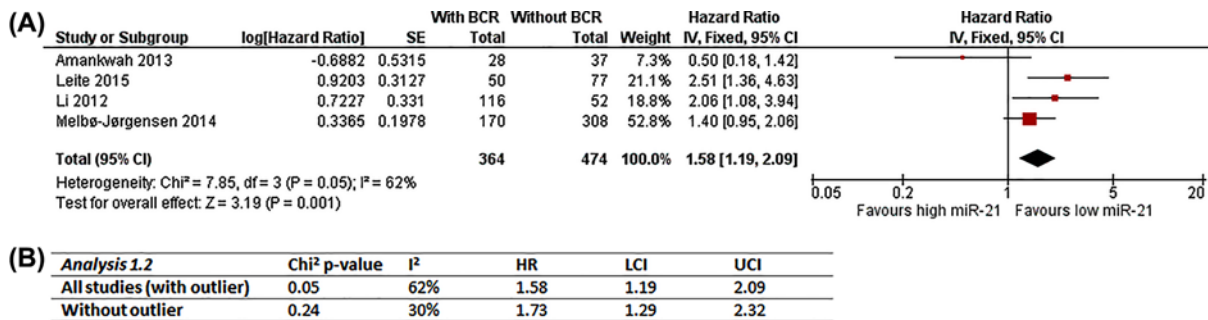 (A)
With BCR Without BCR Hazard Ratio Hazard Ratio
Study or Subgroup log[Hazard Ratio] SE Total Total Weight IV, Fixed, 95% CI IV, Fixed, 95% CI
Amankwah 2013 -0.6882 0.5315 28 37 7.3% 0.50 [0.18, 1.42]
Leite 2015 0.9203 0.3127 50 77 21.1% 2.51 [1.36, 4.63]
Li 2012 0.7227 0.331 116 52 18.8% 2.06 [1.08, 3.94]
Melbø-Jørgensen 2014 0.3365 0.1978 170 308 52.8% 1.40 [0.95, 2.06]
Total (95% CI) 364 474 100.0% 1.58 [1.19, 2.09]
Heterogeneity: Chi² = 7.85, df = 3 (P = 0.05); I² = 62%
Test for overall effect: Z = 3.19 (P = 0.001)
0.05 0.2 1 5 20
Favours high miR-21 Favours low miR-21
(B)
Analysis 1.2 Chi² p-value I² HR LCI UCI
All studies (with outlier) 0.05 62% 1.58 1.19 2.09
Without outlier 0.24 30% 1.73 1.29 2.32